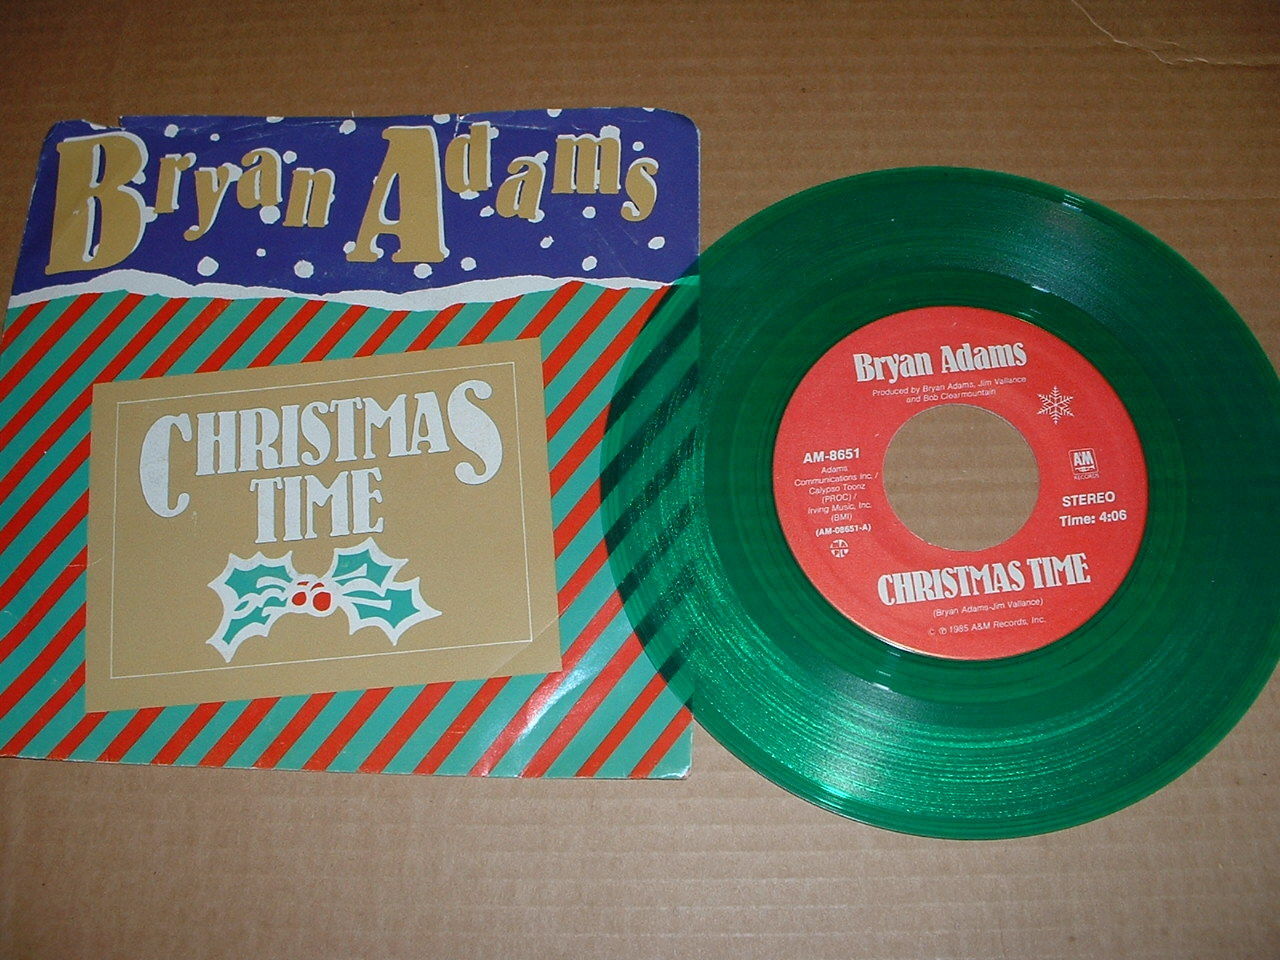 Bryan Adams
CHRISTMAS
TIME
Bryan Adams
Produced by Bryan Adams, Jim Vallance
and Bob Clearmountain
AM-8651
Adams
Communications Inc./
Calypso Toonz
(PROC) /
Irving Music, Inc.
(BMI)
(AM-08651-A)
MA
PL
A&M
RECORDS
STEREO
Time: 4:06
CHRISTMAS TIME
(Bryan Adams-Jim Vallance)
© ℗ 1985 A&M Records, Inc.